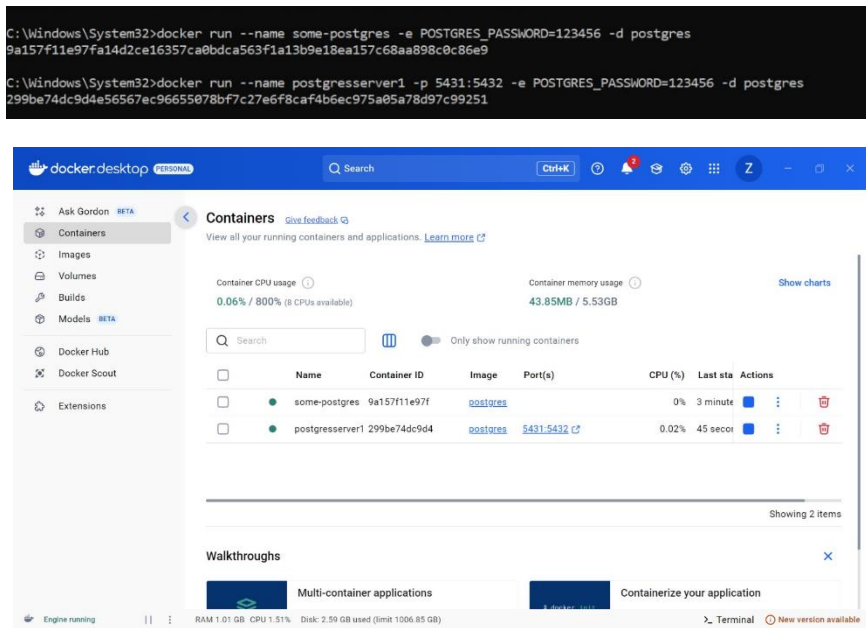 C:\Windows\System32>docker run --name some-postgres -e POSTGRES_PASSWORD=123456 -d postgres
9a157f11e97fa14d2ce16357ca0bdca563f1a13b9e18ea157c68aa898c0c86e9
C:\Windows\System32>docker run --name postgresserver1 -p 5431:5432 -e POSTGRES_PASSWORD=123456 -d postgres
299be74dc9d4e56567ec96655078bf7c27e6f8caf4b6ec975a05a78d97c99251
docker.desktop PERSONAL Search Ctrl+K 2 Z
Ask Gordon BETA
Containers
Images
Volumes
Builds
Models BETA
Docker Hub
Docker Scout
Extensions
Containers Give feedback
View all your running containers and applications. Learn more
Container CPU usage Container memory usage Show charts
0.06% / 800% (8 CPUs available) 43.85MB / 5.53GB
Search Only show running containers
Name Container ID Image Port(s) CPU (%) Last sta Actions
some-postgres 9a157f11e97f postgres 0% 3 minute
postgresserver1 299be74dc9d4 postgres 5431:5432 0.02% 45 secor
Showing 2 items
Walkthroughs
Multi-container applications Containerize your application
$ docker init
Engine running RAM 1.01 GB CPU 1.51% Disk: 2.59 GB used (limit 1006.85 GB) Terminal New version available